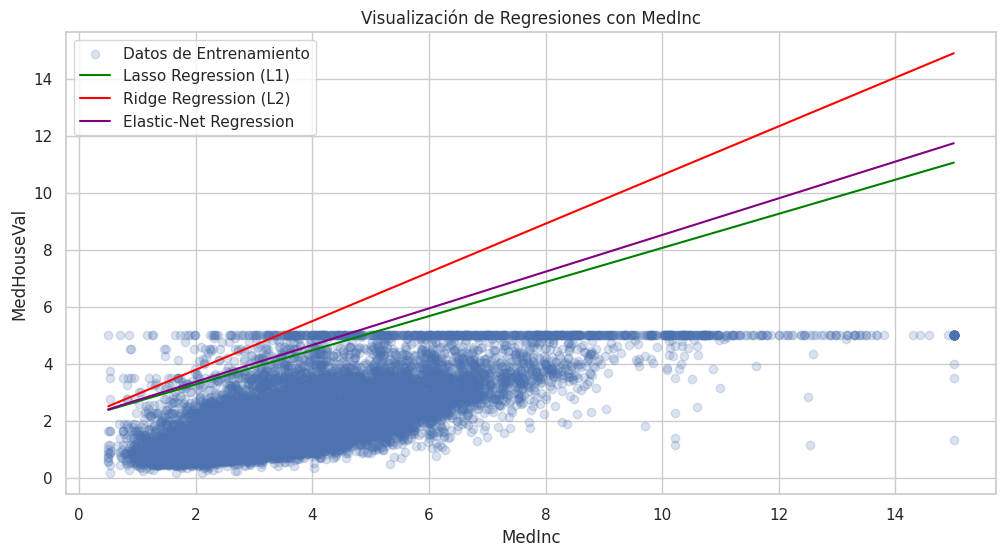 Visualización de Regresiones con MedInc
Datos de Entrenamiento
Lasso Regression (L1)
Ridge Regression (L2)
Elastic-Net Regression
MedHouseVal
14
12
10
8
6
4
2
0
0 2 4 6 8 10 12 14
MedInc